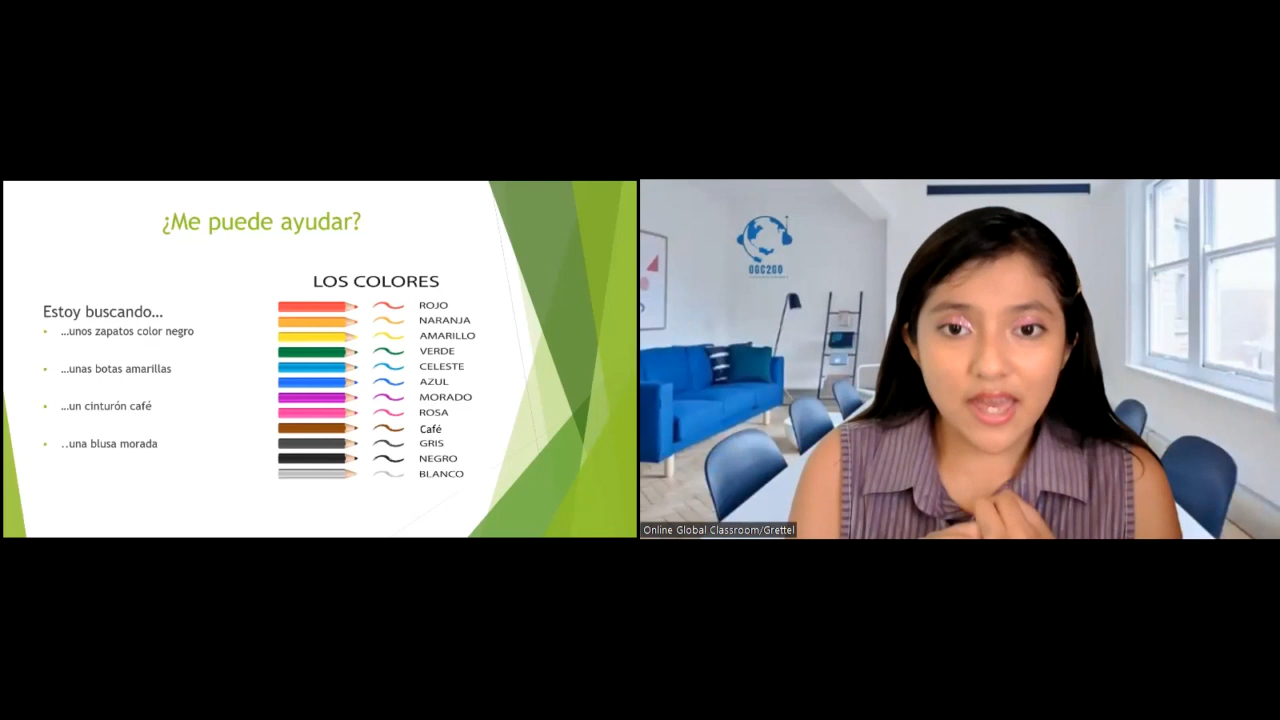 ¿Me puede ayudar?
LOS COLORES
Estoy buscando…
…unos zapatos color negro
…unas botas amarillas
…un cinturón café
..una blusa morada
ROJO
NARANJA
AMARILLO
VERDE
CELESTE
AZUL
MORADO
ROSA
Café
GRIS
NEGRO
BLANCO
OGC2GO
Online Global Classroom/Grettel